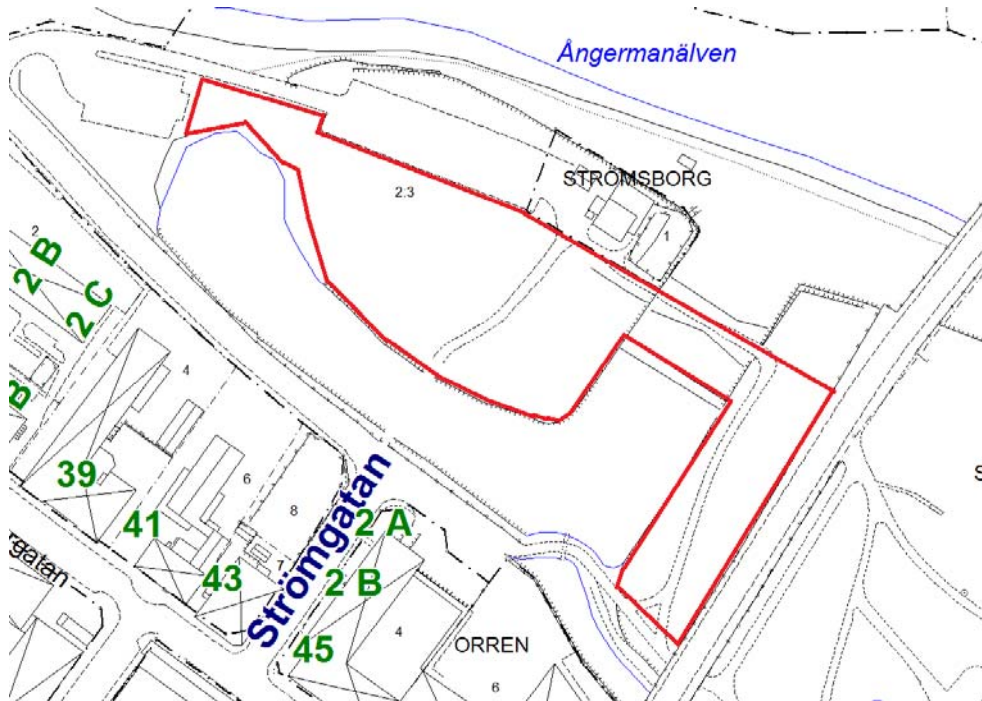 Ångermanälven
STRÖMSBORG
2:3
1
2
2 B
2 C
B
4
39
6
41
8
Strömgatan
2 A
43
7
2 B
45
4
ORREN
6
rgatan
S